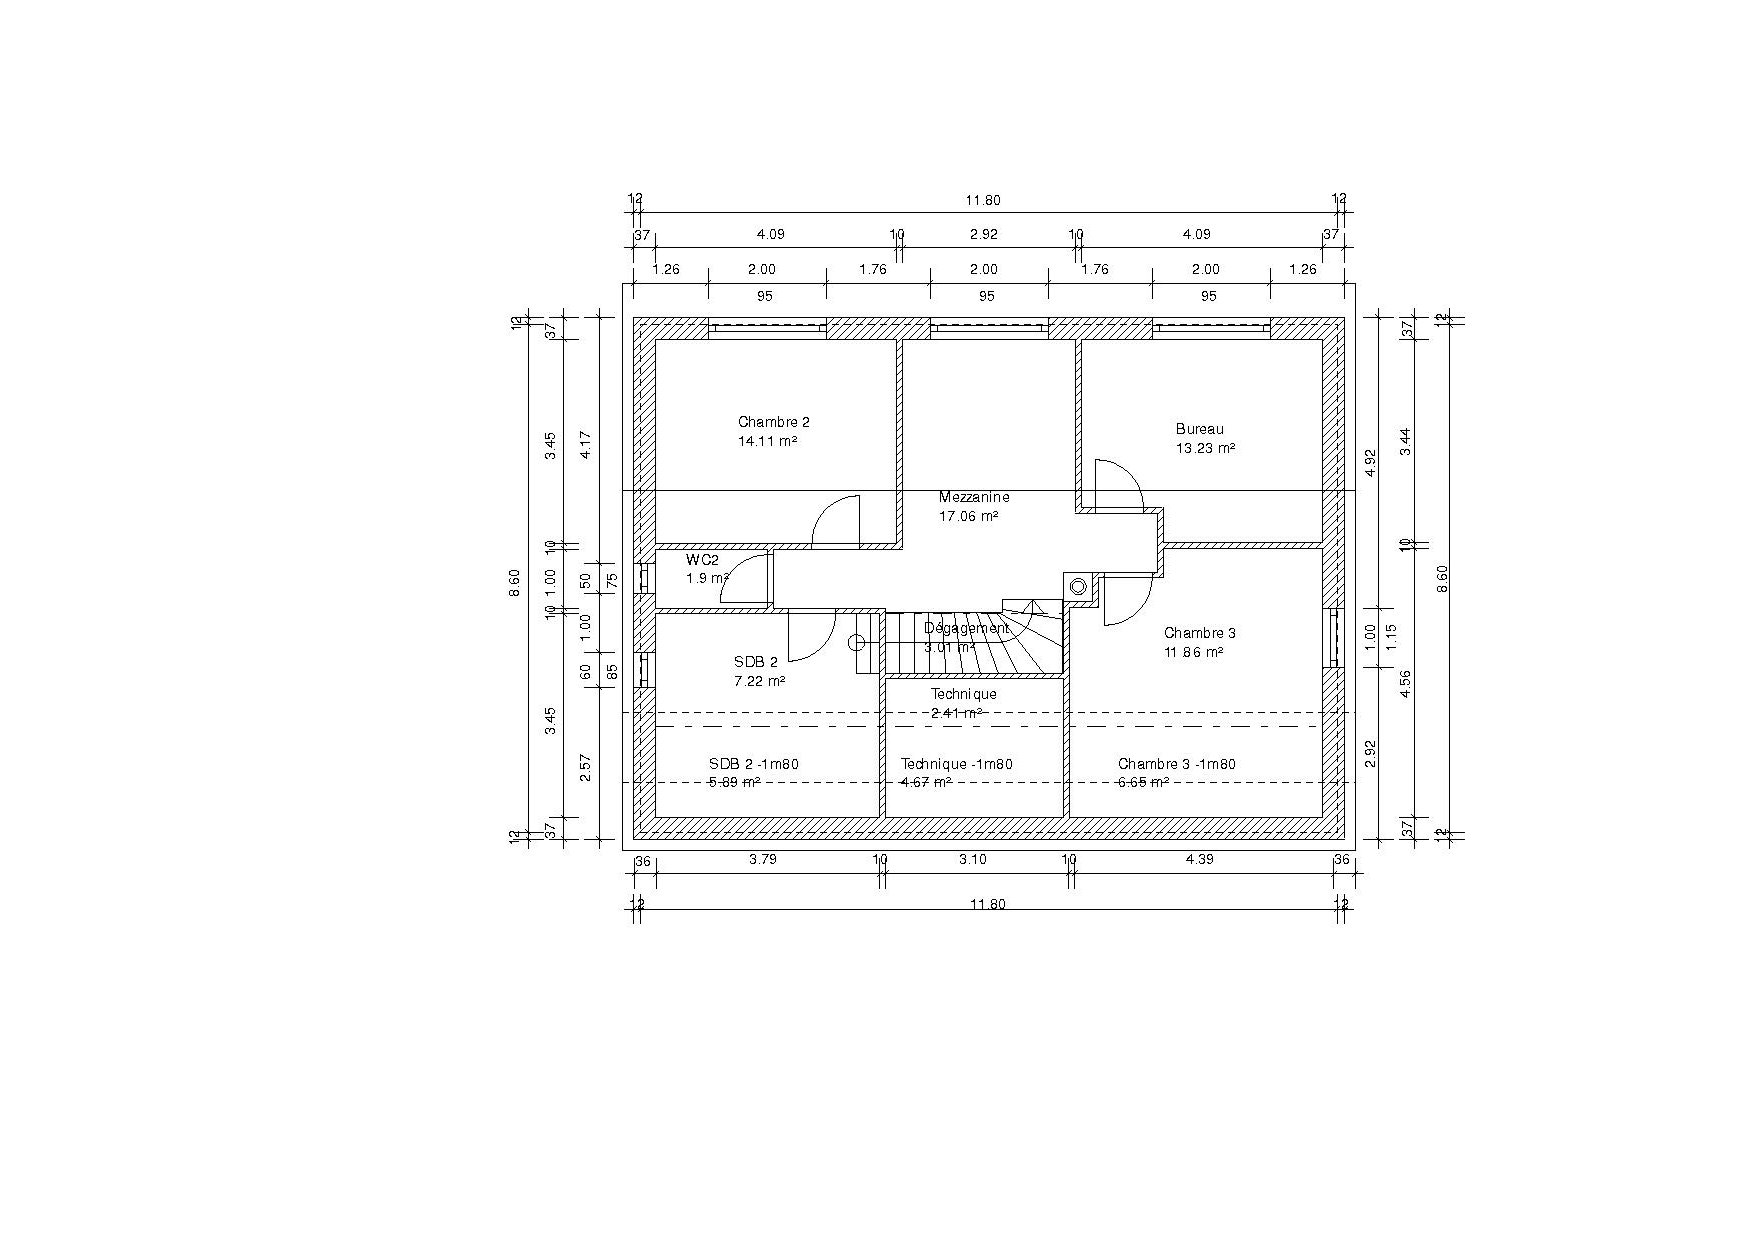 12 11.80 12
37 4.09 10 2.92 10 4.09 37
1.26 2.00 1.76 2.00 1.76 2.00 1.26
95 95 95
12 37 37 12
Chambre 2
14.11 m²
Bureau
13.23 m²
3.45 4.17 4.92 3.44
Mezzanine
17.06 m²
10 10
WC2
1.9 m²
8.60 1.00 50 75 8.60
10 1.00
Dégagement
3.01 m²
Chambre 3
11.86 m²
1.00 1.15
SDB 2
7.22 m²
60 85
4.56
Technique
2.41 m²
3.45 2.57 2.92
SDB 2 -1m80
5.89 m²
Technique -1m80
4.67 m²
Chambre 3 -1m80
6.65 m²
12 37 37 12
36 3.79 10 3.10 10 4.39 36
12 11.80 12